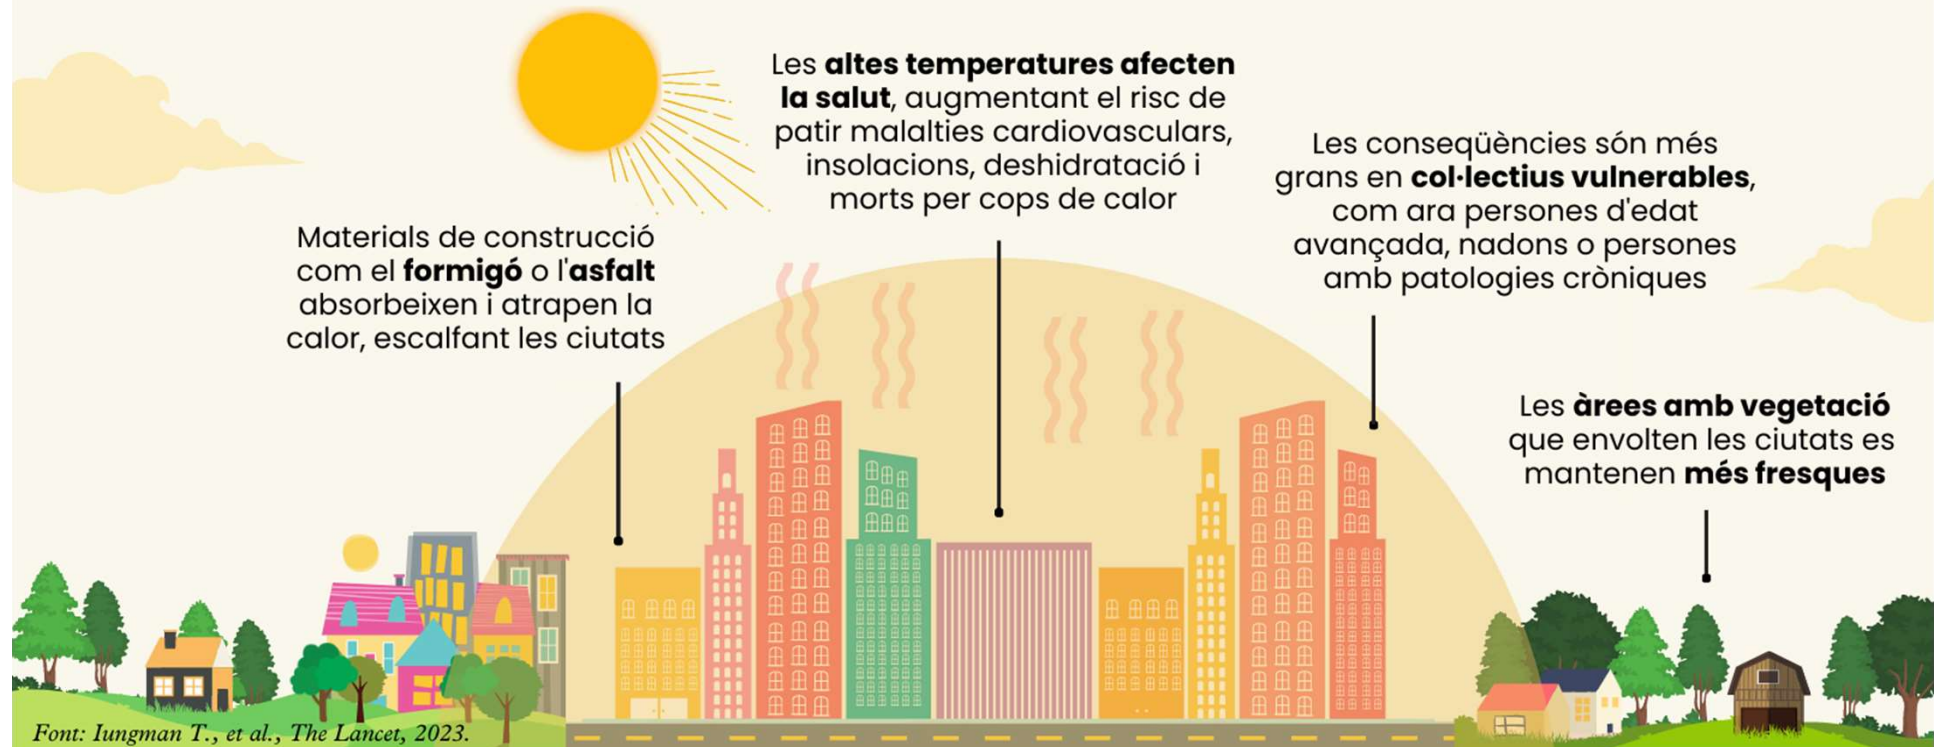 Les altes temperatures afecten
la salut, augmentant el risc de
patir malalties cardiovasculars,
insolacions, deshidratació i
morts per cops de calor
Les conseqüències són més
grans en col·lectius vulnerables,
com ara persones d'edat
avançada, nadons o persones
amb patologies cròniques
Materials de construcció
com el formigó o l'asfalt
absorbeixen i atrapen la
calor, escalfant les ciutats
Les àrees amb vegetació
que envolten les ciutats es
mantenen més fresques
Font: Iungman T., et al., The Lancet, 2023.